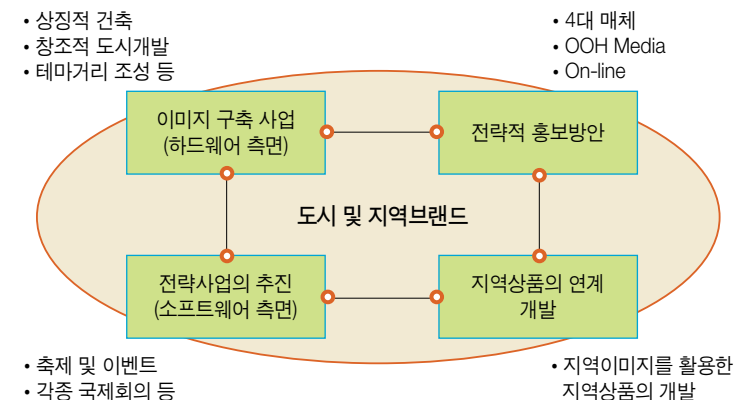 • 상징적 건축
• 창조적 도시개발
• 테마거리 조성 등
• 4대 매체
• OOH Media
• On-line
이미지 구축 사업
(하드웨어 측면)
전략적 홍보방안
도시 및 지역브랜드
전략사업의 추진
(소프트웨어 측면)
지역상품의 연계
개발
• 축제 및 이벤트
• 각종 국제회의 등
• 지역이미지를 활용한
지역상품의 개발